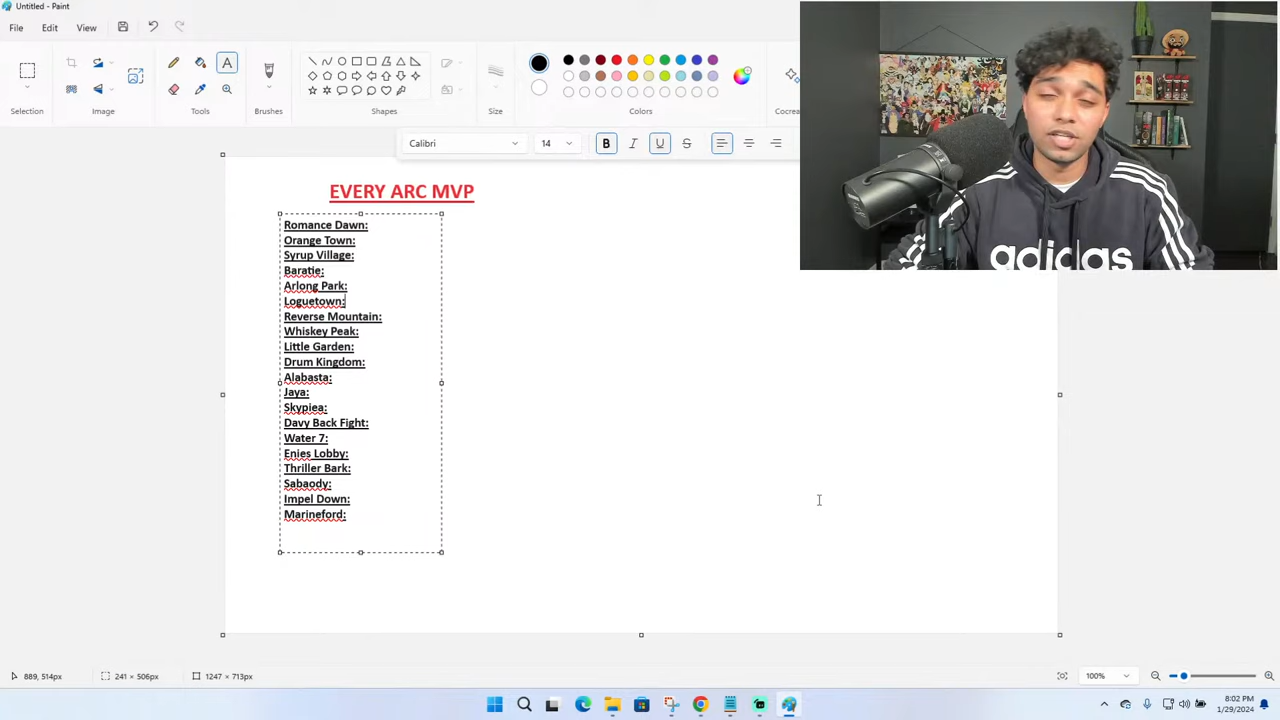 Untitled - Paint
File Edit View
Selection Image Tools Brushes Shapes Size Colors Cocrea
Calibri 14 B I U S
EVERY ARC MVP
Romance Dawn:
Orange Town:
Syrup Village:
Baratie:
Arlong Park:
Loguetown:
Reverse Mountain:
Whiskey Peak:
Little Garden:
Drum Kingdom:
Alabasta:
Jaya:
Skypiea:
Davy Back Fight:
Water 7:
Enies Lobby:
Thriller Bark:
Sabaody:
Impel Down:
Marineford:
adidas
889, 514px 241 × 506px 1247 × 713px 100%
8:02 PM
1/29/2024